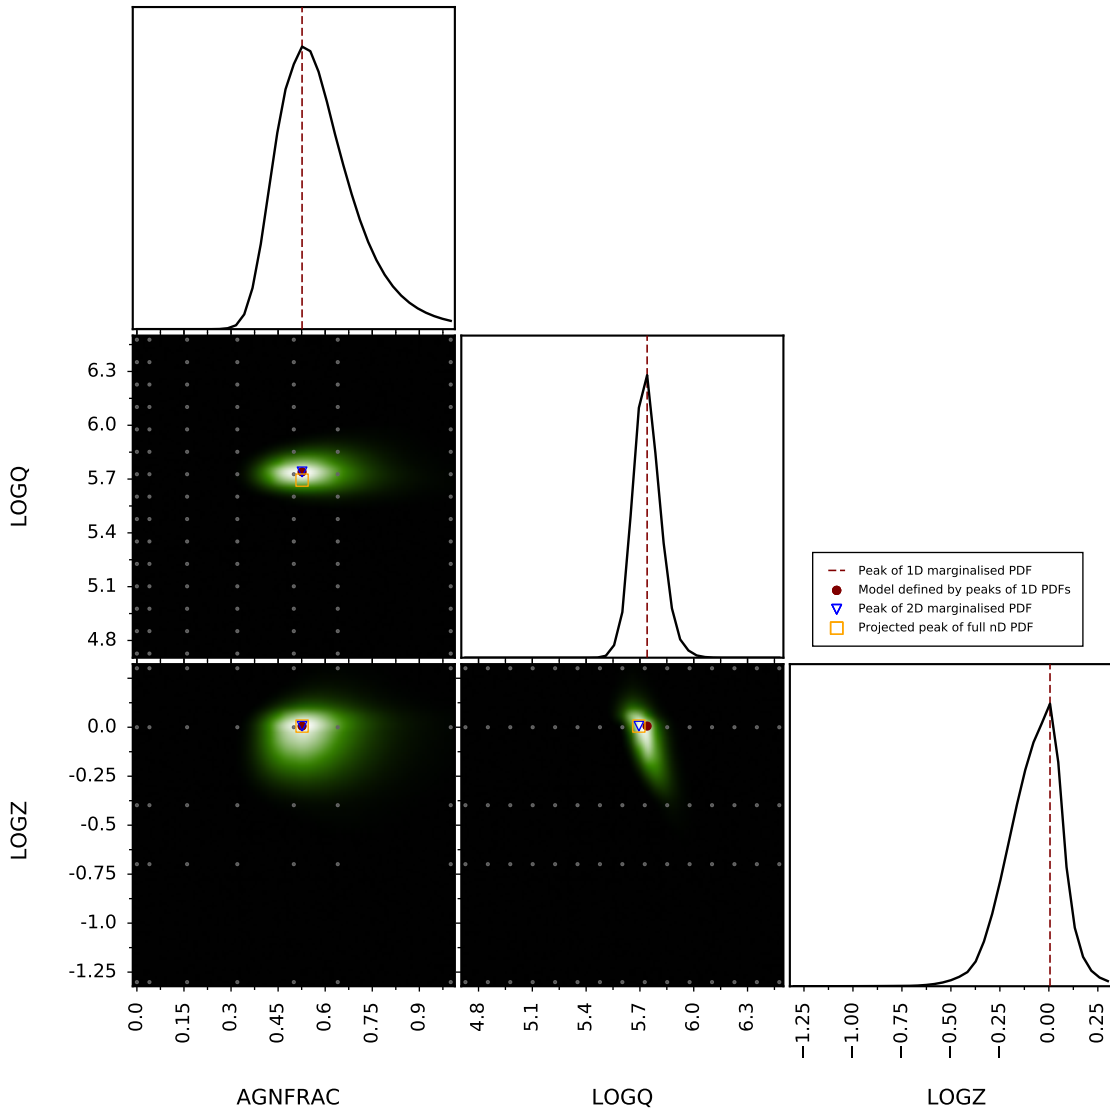 6.3
6.0
5.7
5.4
5.1
4.8
LOGQ
Peak of 1D marginalised PDF
Model defined by peaks of 1D PDFs
Peak of 2D marginalised PDF
Projected peak of full nD PDF
0.0
-0.25
-0.5
-0.75
-1.0
-1.25
LOGZ
0.0 0.15 0.3 0.45 0.6 0.75 0.9
4.8 5.1 5.4 5.7 6.0 6.3
−1.25 −1.00 −0.75 −0.50 −0.25 0.00 0.25
AGNFRAC LOGQ LOGZ